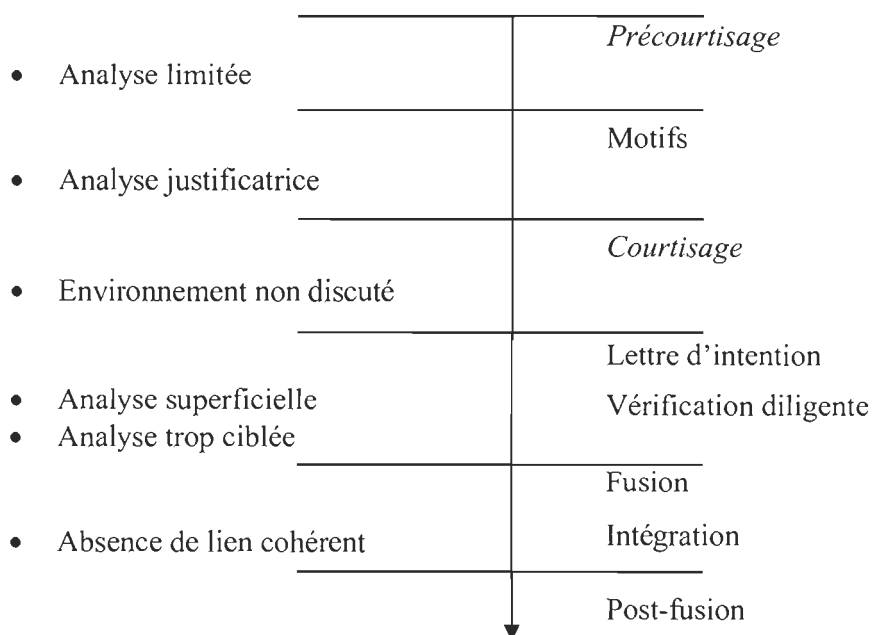 Précourtisage
• Analyse limitée
Motifs
• Analyse justificatrice
Courtisage
• Environnement non discuté
Lettre d'intention
• Analyse superficielle
Vérification diligente
• Analyse trop ciblée
Fusion
Intégration
• Absence de lien cohérent
Post-fusion